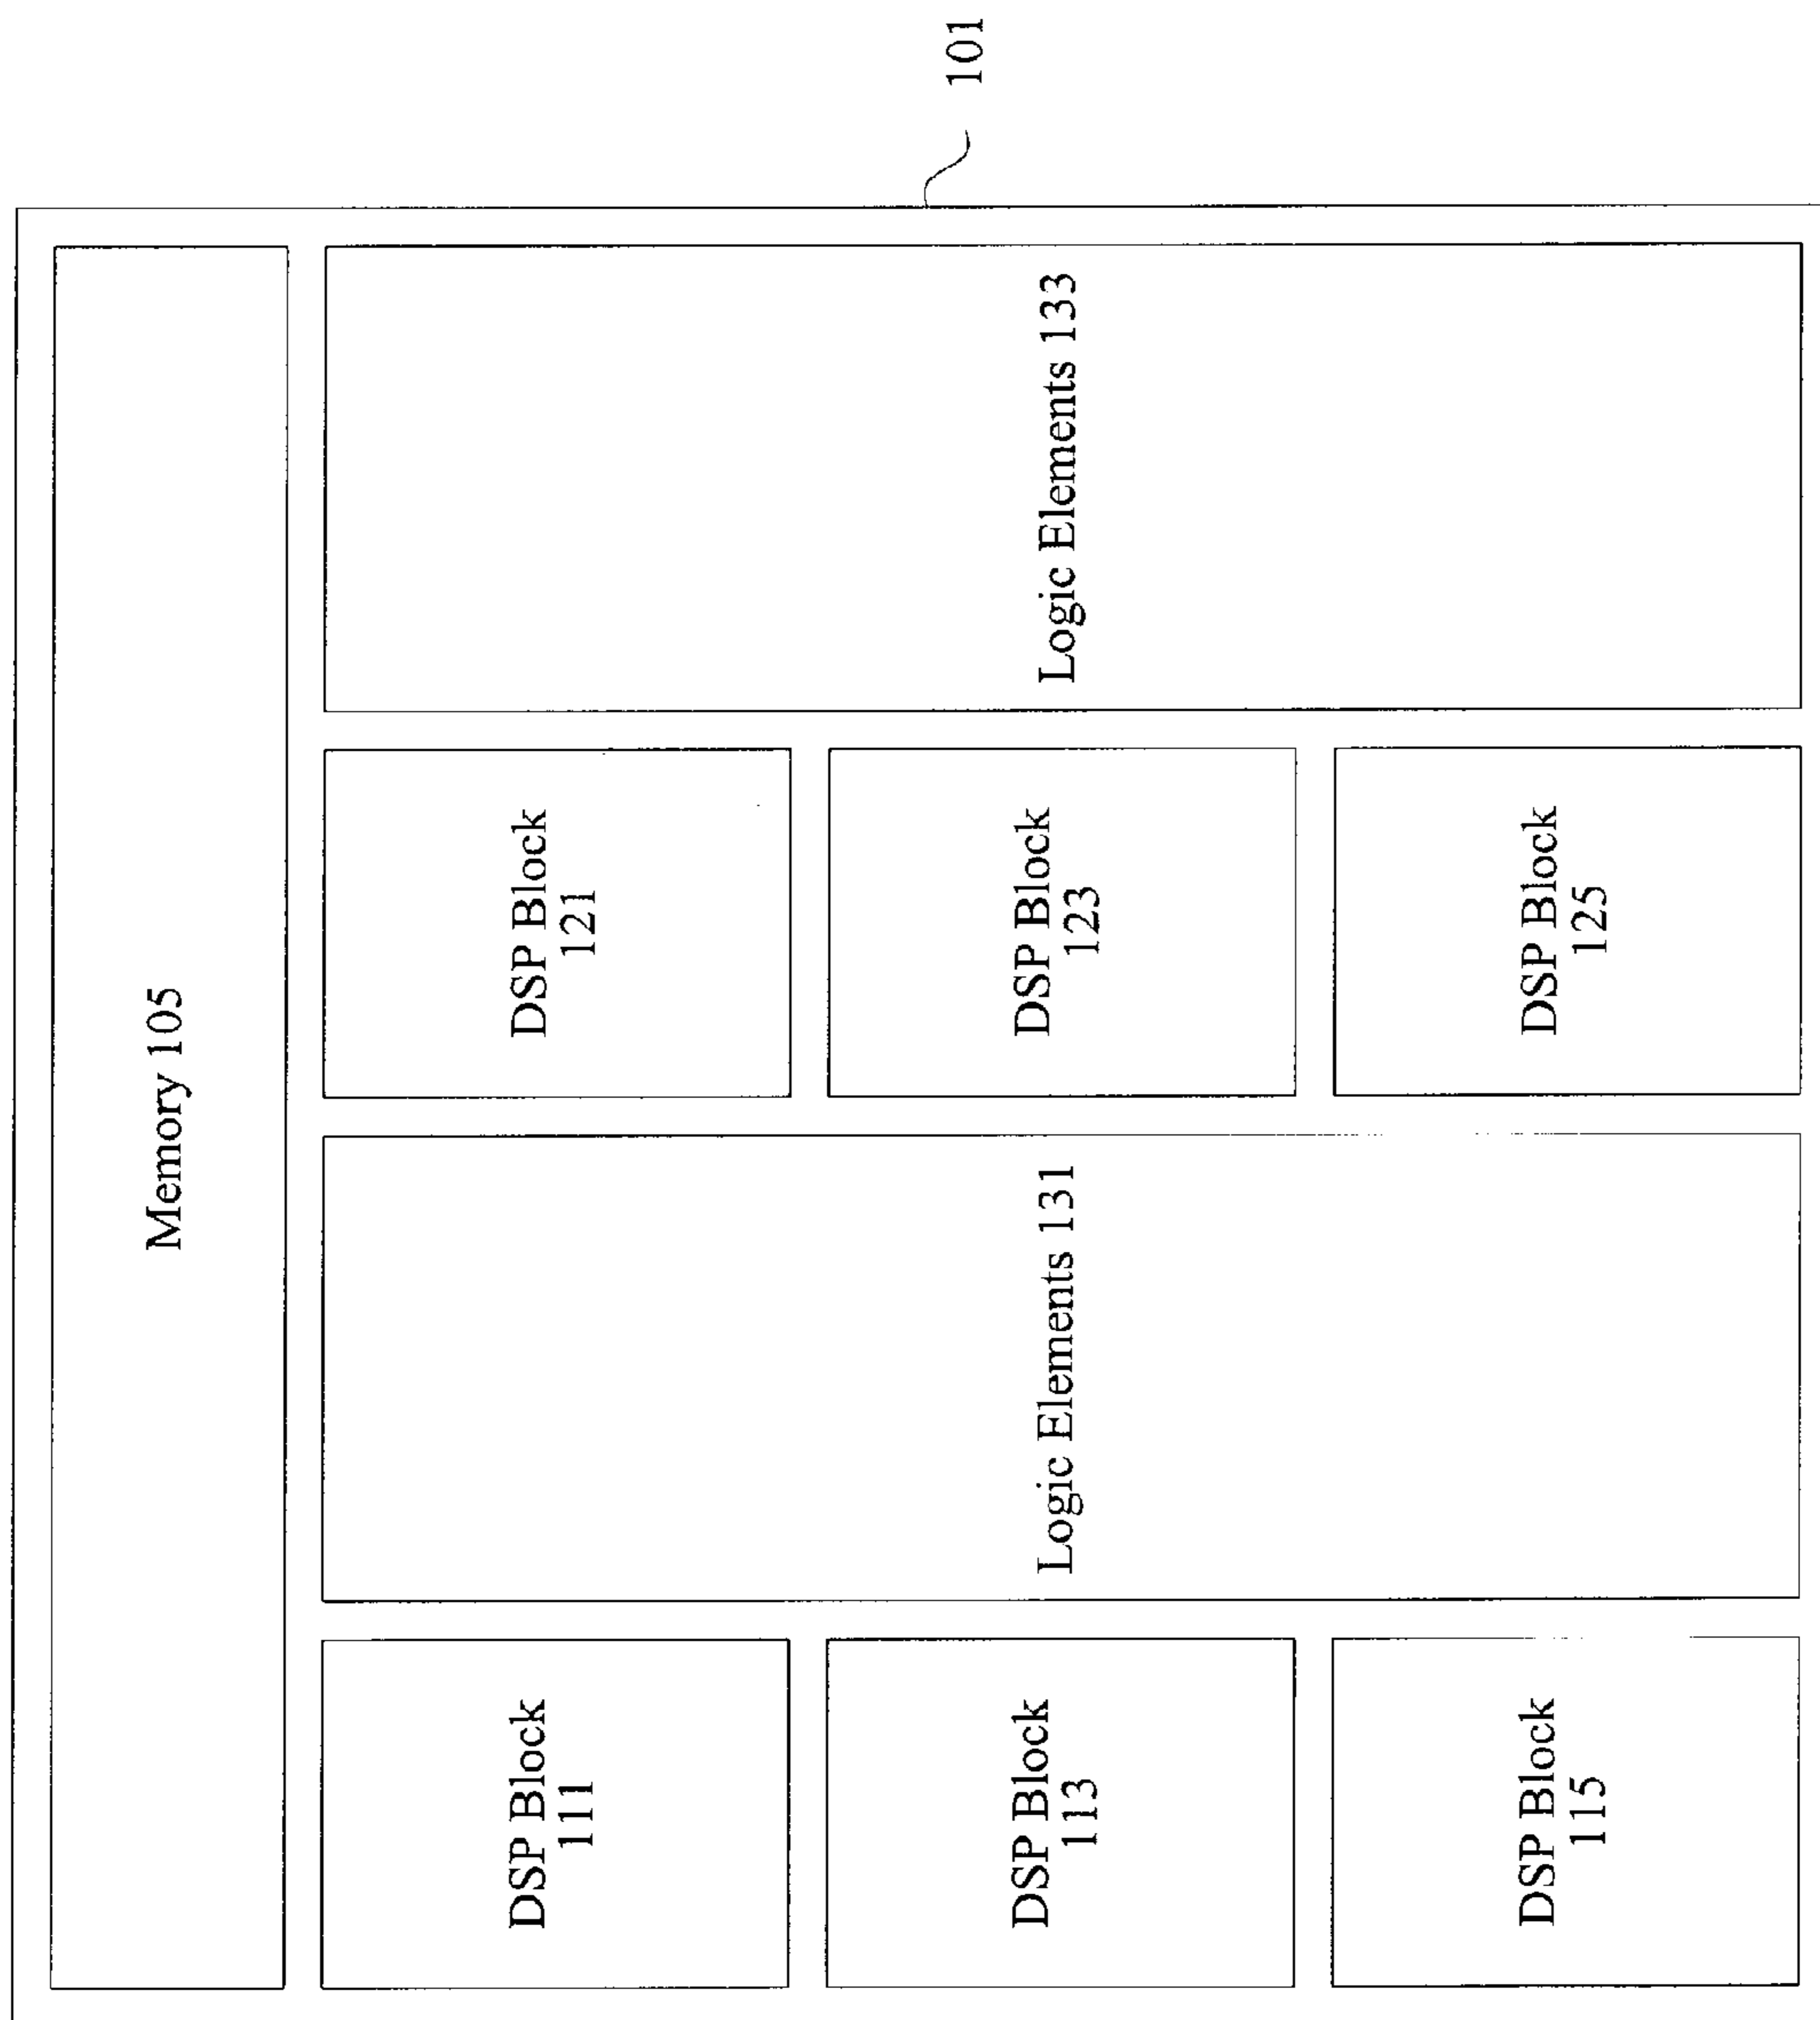 Memory 105
DSP Block
111
DSP Block
113
DSP Block
115
Logic Elements 131
DSP Block
121
DSP Block
123
DSP Block
125
Logic Elements 133
101